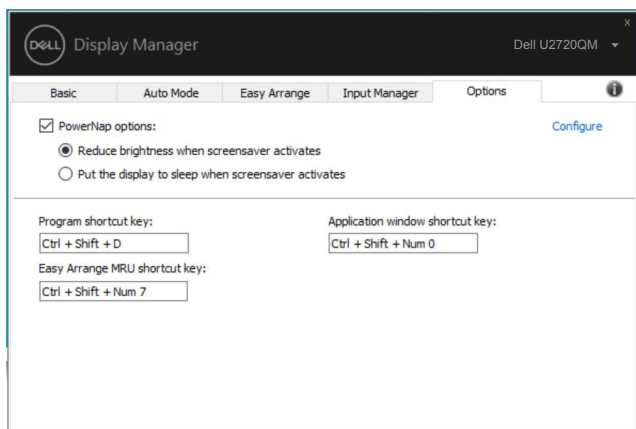 x
DELL Display Manager Dell U2720QM
Basic Auto Mode Easy Arrange Input Manager Options i
PowerNap options: Configure
Reduce brightness when screensaver activates
Put the display to sleep when screensaver activates
Program shortcut key: Application window shortcut key:
Ctrl + Shift + D Ctrl + Shift + Num 0
Easy Arrange MRU shortcut key:
Ctrl + Shift + Num 7